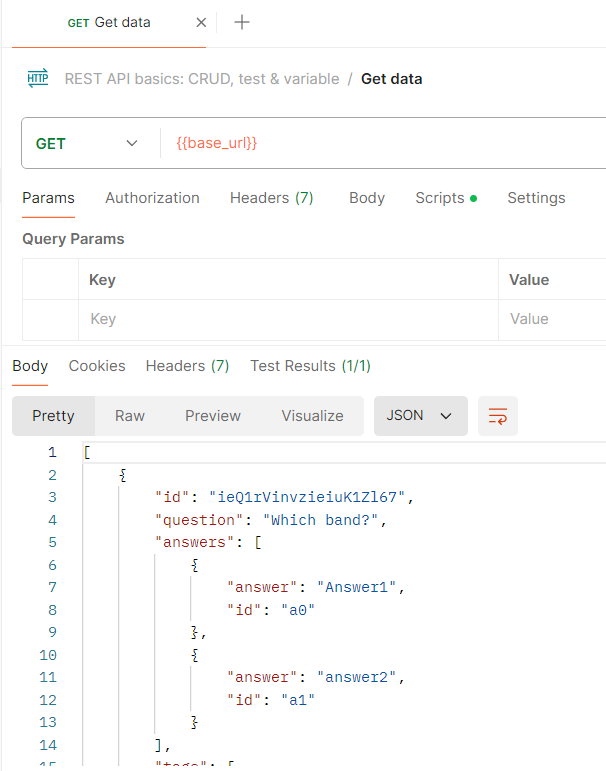 GET Get data
HTTP REST API basics: CRUD, test & variable / Get data
GET {{base_url}}
Params Authorization Headers (7) Body Scripts Settings
Query Params
Key Value
Key Value
Body Cookies Headers (7) Test Results (1/1)
Pretty Raw Preview Visualize JSON
1 [
2 {
3 "id": "ieQ1rVinvzieiuK1Zl67",
4 "question": "Which band?",
5 "answers": [
6 {
7 "answer": "Answer1",
8 "id": "a0"
9 },
10 {
11 "answer": "answer2",
12 "id": "a1"
13 }
14 ],
15 "tags": [